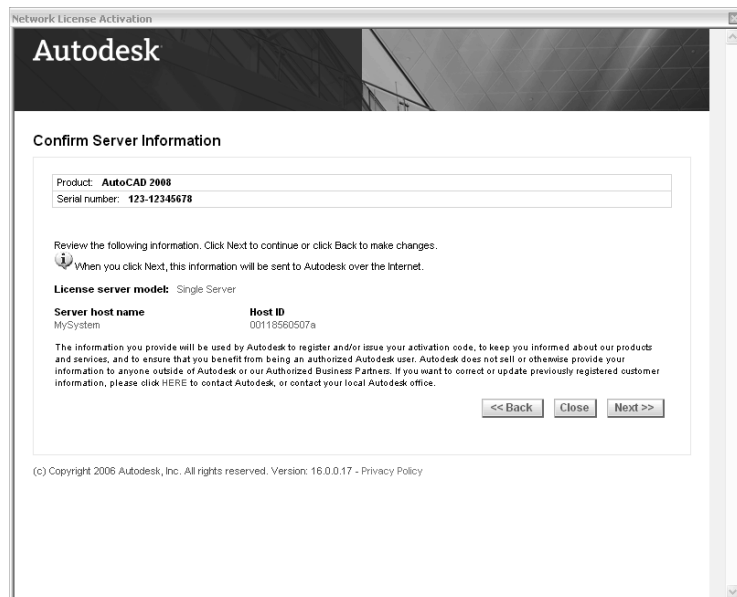 Network License Activation
Autodesk
Confirm Server Information
Product: AutoCAD 2008
Serial number: 123-12345678
Review the following information. Click Next to continue or click Back to make changes.
When you click Next, this information will be sent to Autodesk over the Internet.
License server model: Single Server
Server host name Host ID
MySystem 00118560507a
The information you provide will be used by Autodesk to register and/or issue your activation code, to keep you informed about our products
and services, and to ensure that you benefit from being an authorized Autodesk user. Autodesk does not sell or otherwise provide your
information to anyone outside of Autodesk or our Authorized Business Partners. If you want to correct or update previously registered customer
information, please click HERE to contact Autodesk, or contact your local Autodesk office.
<< Back Close Next >>
(c) Copyright 2006 Autodesk, Inc. All rights reserved. Version: 16.0.0.17 - Privacy Policy